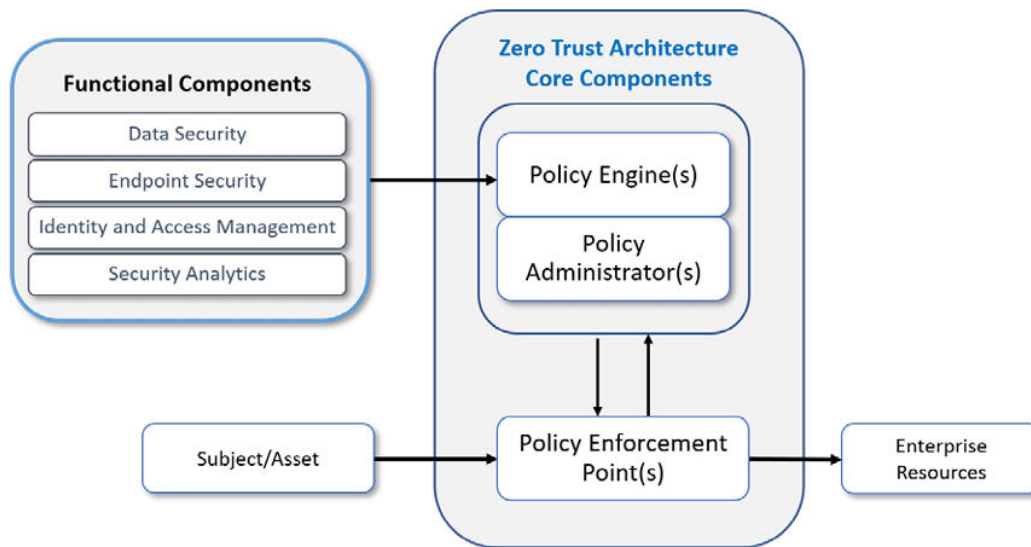 Functional Components
Data Security
Endpoint Security
Identity and Access Management
Security Analytics
Zero Trust Architecture
Core Components
Policy Engine(s)
Policy
Administrator(s)
Subject/Asset
Policy Enforcement
Point(s)
Enterprise
Resources